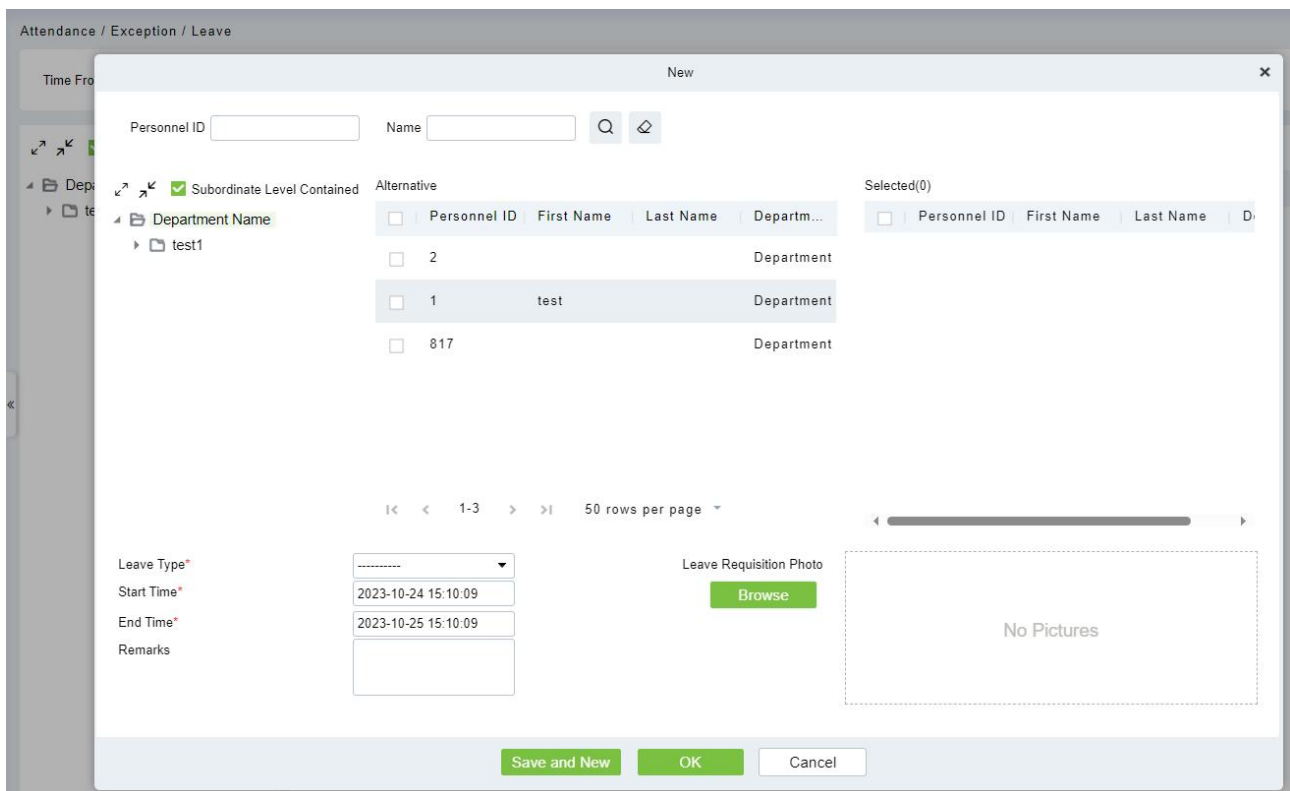 Attendance / Exception / Leave
Time Fro
New
Personnel ID
Name
Subordinate Level Contained
Alternative
Selected(0)
Depa
te
Department Name
test1
Personnel ID First Name Last Name Departm...
Personnel ID First Name Last Name D
2 Department
1 test Department
817 Department
1-3 50 rows per page
Leave Type* ----------
Start Time* 2023-10-24 15:10:09
End Time* 2023-10-25 15:10:09
Remarks
Leave Requisition Photo
Browse
No Pictures
Save and New OK Cancel